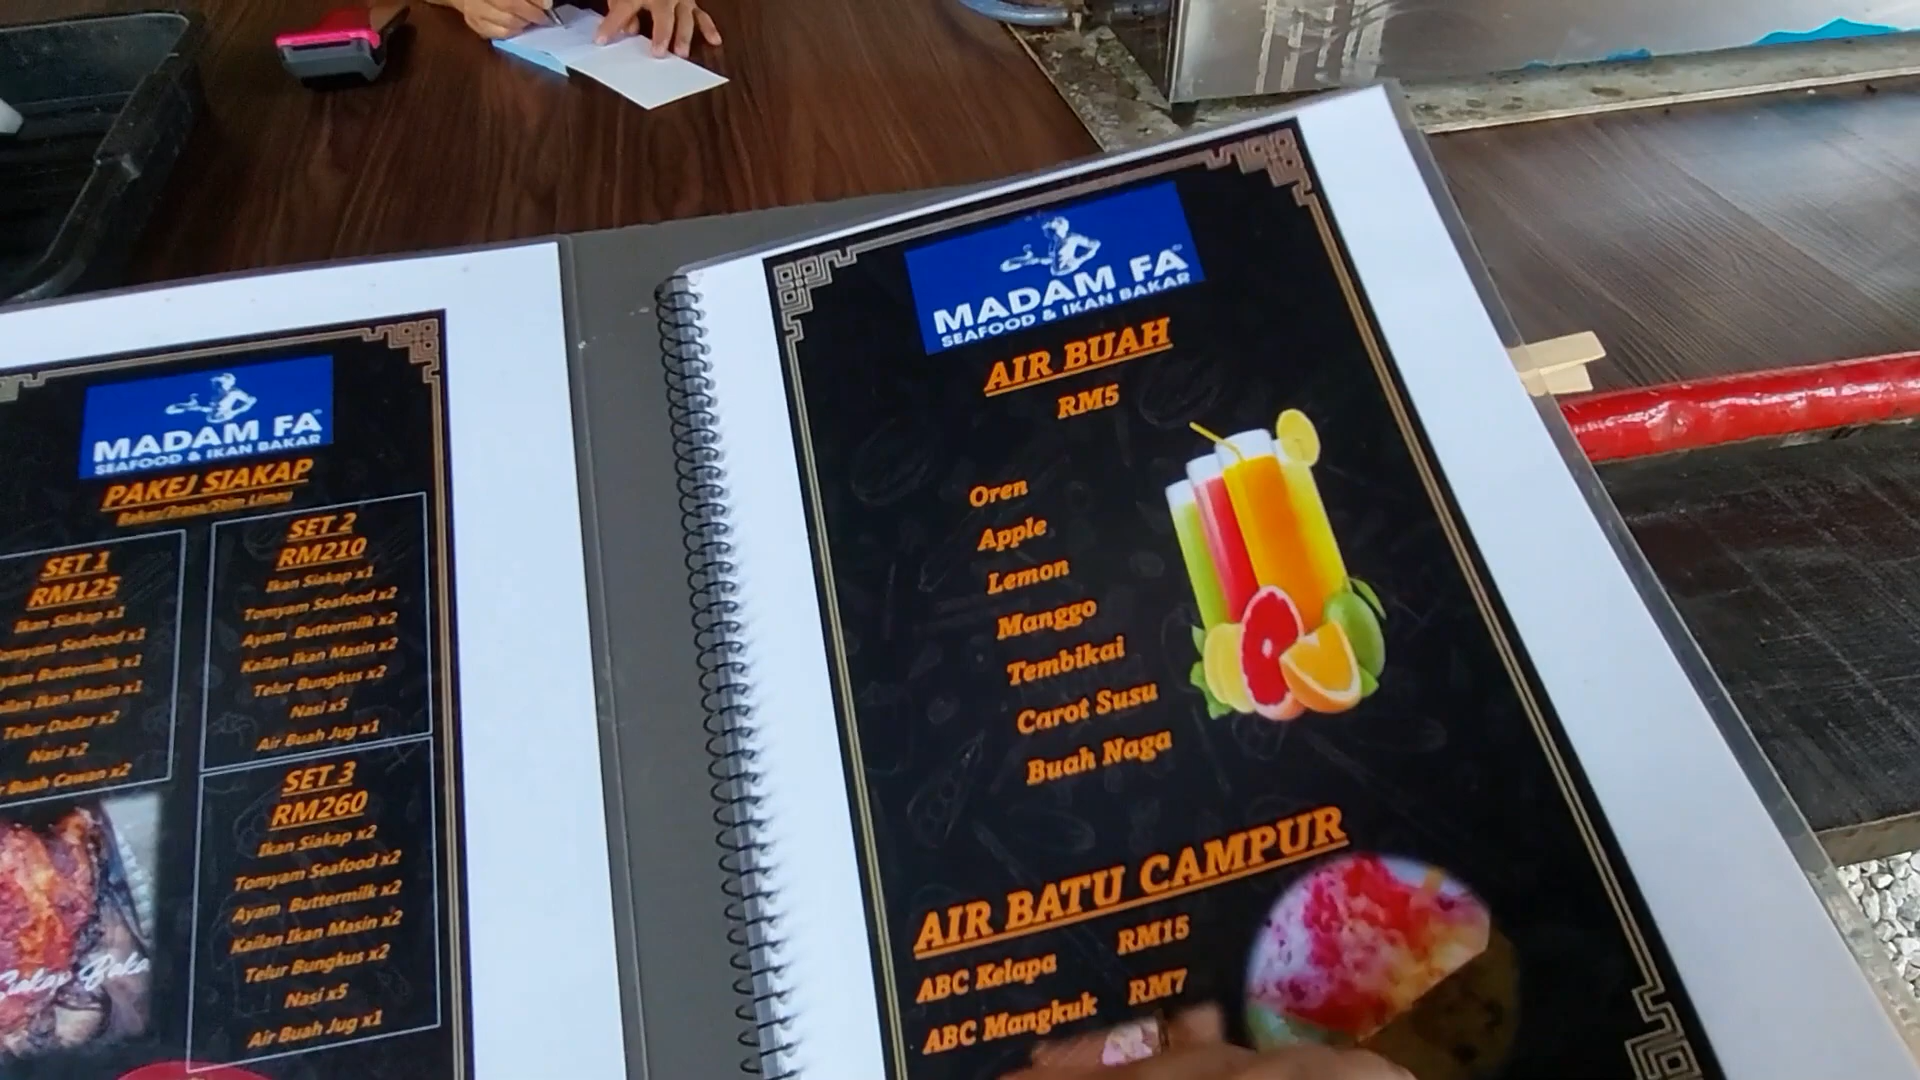 MADAM FA
SEAFOOD & IKAN BAKAR
PAKEJ SIAKAP
SET 1
RM125
Ikan Siakap x1
Tomyam Seafood x1
Ayam Buttermilk x1
Kailan Ikan Masin x1
Telur Dadar x2
Nasi x2
Air Buah Cawan x2
Siakap Baka
SET 2
RM210
Ikan Siakap x1
Tomyam Seafood x2
Ayam Buttermilk x2
Kailan Ikan Masin x2
Telur Bungkus x2
Nasi x5
Air Buah Jug x1
SET 3
RM260
Ikan Siakap x2
Tomyam Seafood x2
Ayam Buttermilk x2
Kailan Ikan Masin x2
Telur Bungkus x2
Nasi x5
Air Buah Jug x1
MADAM FA
SEAFOOD & IKAN BAKAR
AIR BUAH
RM5
Oren
Apple
Lemon
Manggo
Tembikai
Carot Susu
Buah Naga
AIR BATU CAMPUR
ABC Kelapa RM15
ABC Mangkuk RM7